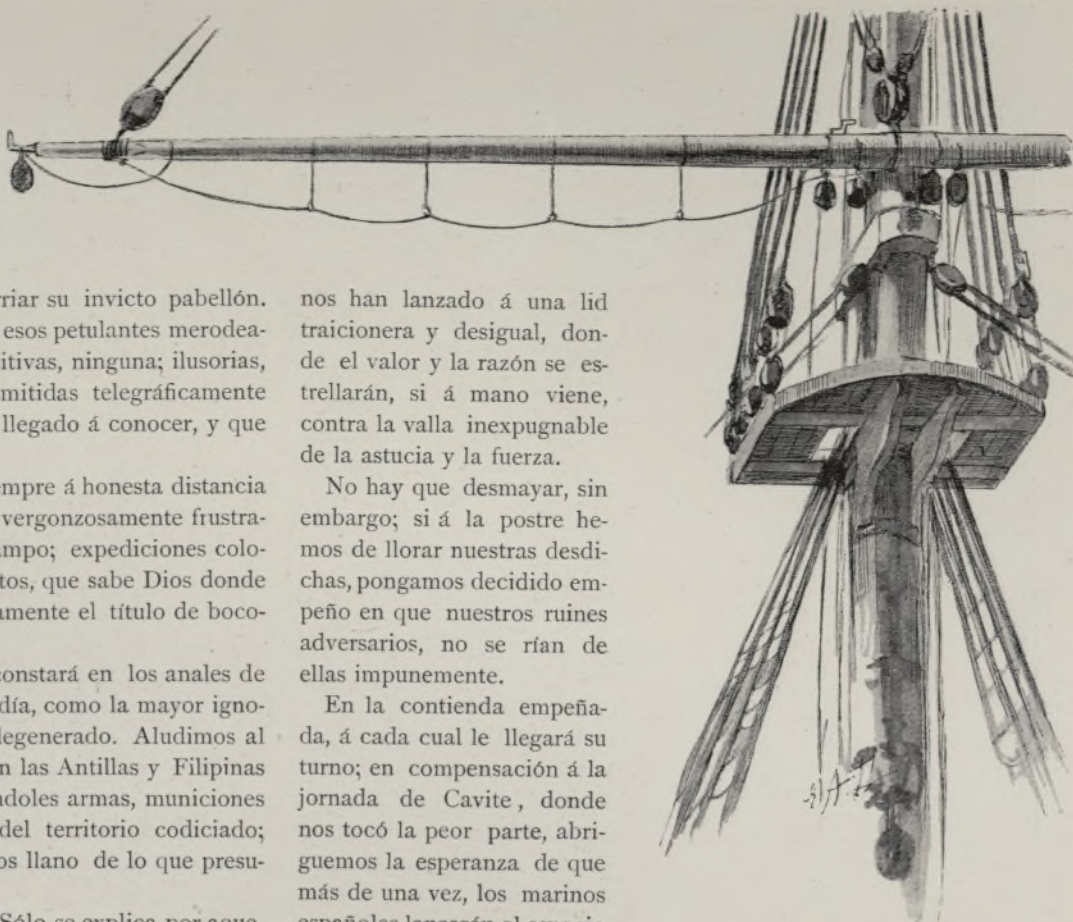 rriar su invicto pabellón.
esos petulantes merodea-
itivas, ninguna; ilusorias,
mitidas telegráficamente
llegado á conocer, y que
empre á honesta distancia
vergonzosamente frustra-
ampo; expediciones colo-
tos, que sabe Dios donde
amente el título de boco-
constará en los anales de
día, como la mayor igno-
degenerado. Aludimos al
n las Antillas y Filipinas
ndoles armas, municiones
del territorio codiciado;
os llano de lo que presu-
Sólo se explica por aque-
nos han lanzado á una lid
traicionera y desigual, don-
de el valor y la razón se es-
trellarán, si á mano viene,
contra la valla inexpugnable
de la astucia y la fuerza.
No hay que desmayar, sin
embargo; si á la postre he-
mos de llorar nuestras desdi-
chas, pongamos decidido em-
peño en que nuestros ruines
adversarios, no se rían de
ellas impunemente.
En la contienda empeña-
da, á cada cual le llegará su
turno; en compensación á la
jornada de Cavite, donde
nos tocó la peor parte, abri-
guemos la esperanza de que
más de una vez, los marinos
españoles lanzarán al